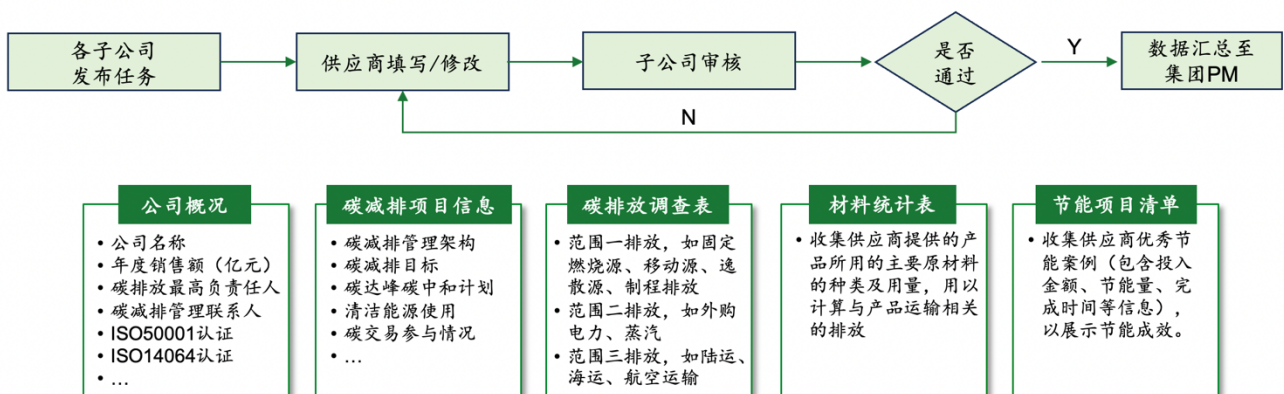 各子公司
发布任务
供应商填写/修改
子公司审核
是否
通过
Y
数据汇总至
集团PM
N
公司概况
• 公司名称
• 年度销售额（亿元）
• 碳排放最高负责任人
• 碳减排管理联系人
• ISO50001认证
• ISO14064认证
• …
碳减排项目信息
• 碳减排管理架构
• 碳减排目标
• 碳达峰碳中和计划
• 清洁能源使用
• 碳交易参与情况
• …
碳排放调查表
• 范围一排放，如固定
燃烧源、移动源、逸
散源、制程排放
• 范围二排放，如外购
电力、蒸汽
• 范围三排放，如陆运、
海运、航空运输
材料统计表
• 收集供应商提供的产
品所用的主要原材料
的种类及用量，用以
计算与产品运输相关
的排放
节能项目清单
• 收集供应商优秀节
能案例（包含投入
金额、节能量、完
成时间等信息），
以展示节能成效。